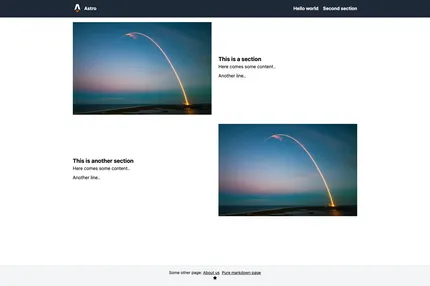 Astro
Hello world Second section
This is a section
Here comes some content..
Another line..
This is another section
Here comes some content..
Another line..
Some other page: About us Pure markdown page